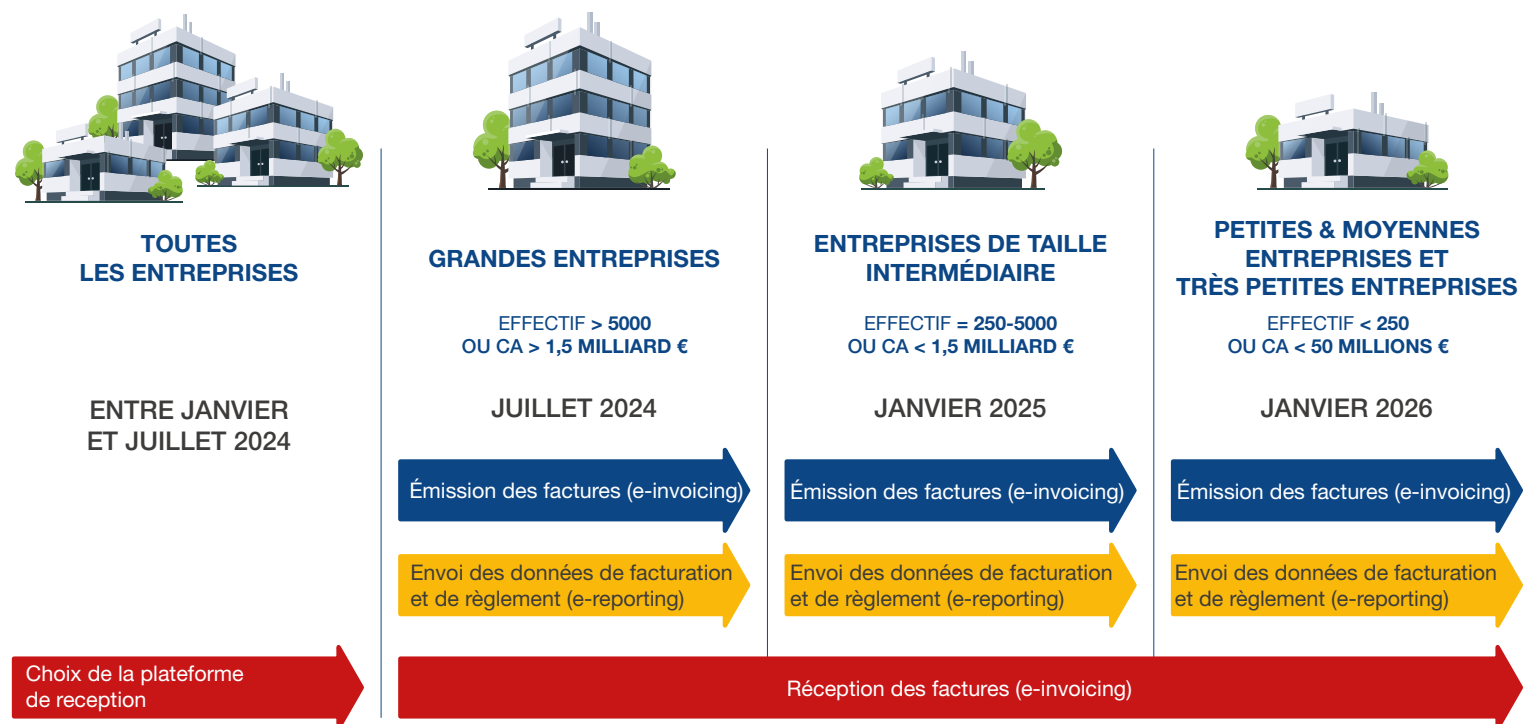 TOUTES
LES ENTREPRISES
ENTRE JANVIER
ET JUILLET 2024
Choix de la plateforme
de reception
GRANDES ENTREPRISES
EFFECTIF > 5000
OU CA > 1,5 MILLIARD €
JUILLET 2024
Émission des factures (e-invoicing)
Envoi des données de facturation
et de règlement (e-reporting)
ENTREPRISES DE TAILLE
INTERMÉDIAIRE
EFFECTIF = 250-5000
OU CA < 1,5 MILLIARD €
JANVIER 2025
Émission des factures (e-invoicing)
Envoi des données de facturation
et de règlement (e-reporting)
PETITES & MOYENNES
ENTREPRISES ET
TRÈS PETITES ENTREPRISES
EFFECTIF < 250
OU CA < 50 MILLIONS €
JANVIER 2026
Émission des factures (e-invoicing)
Envoi des données de facturation
et de règlement (e-reporting)
Réception des factures (e-invoicing)